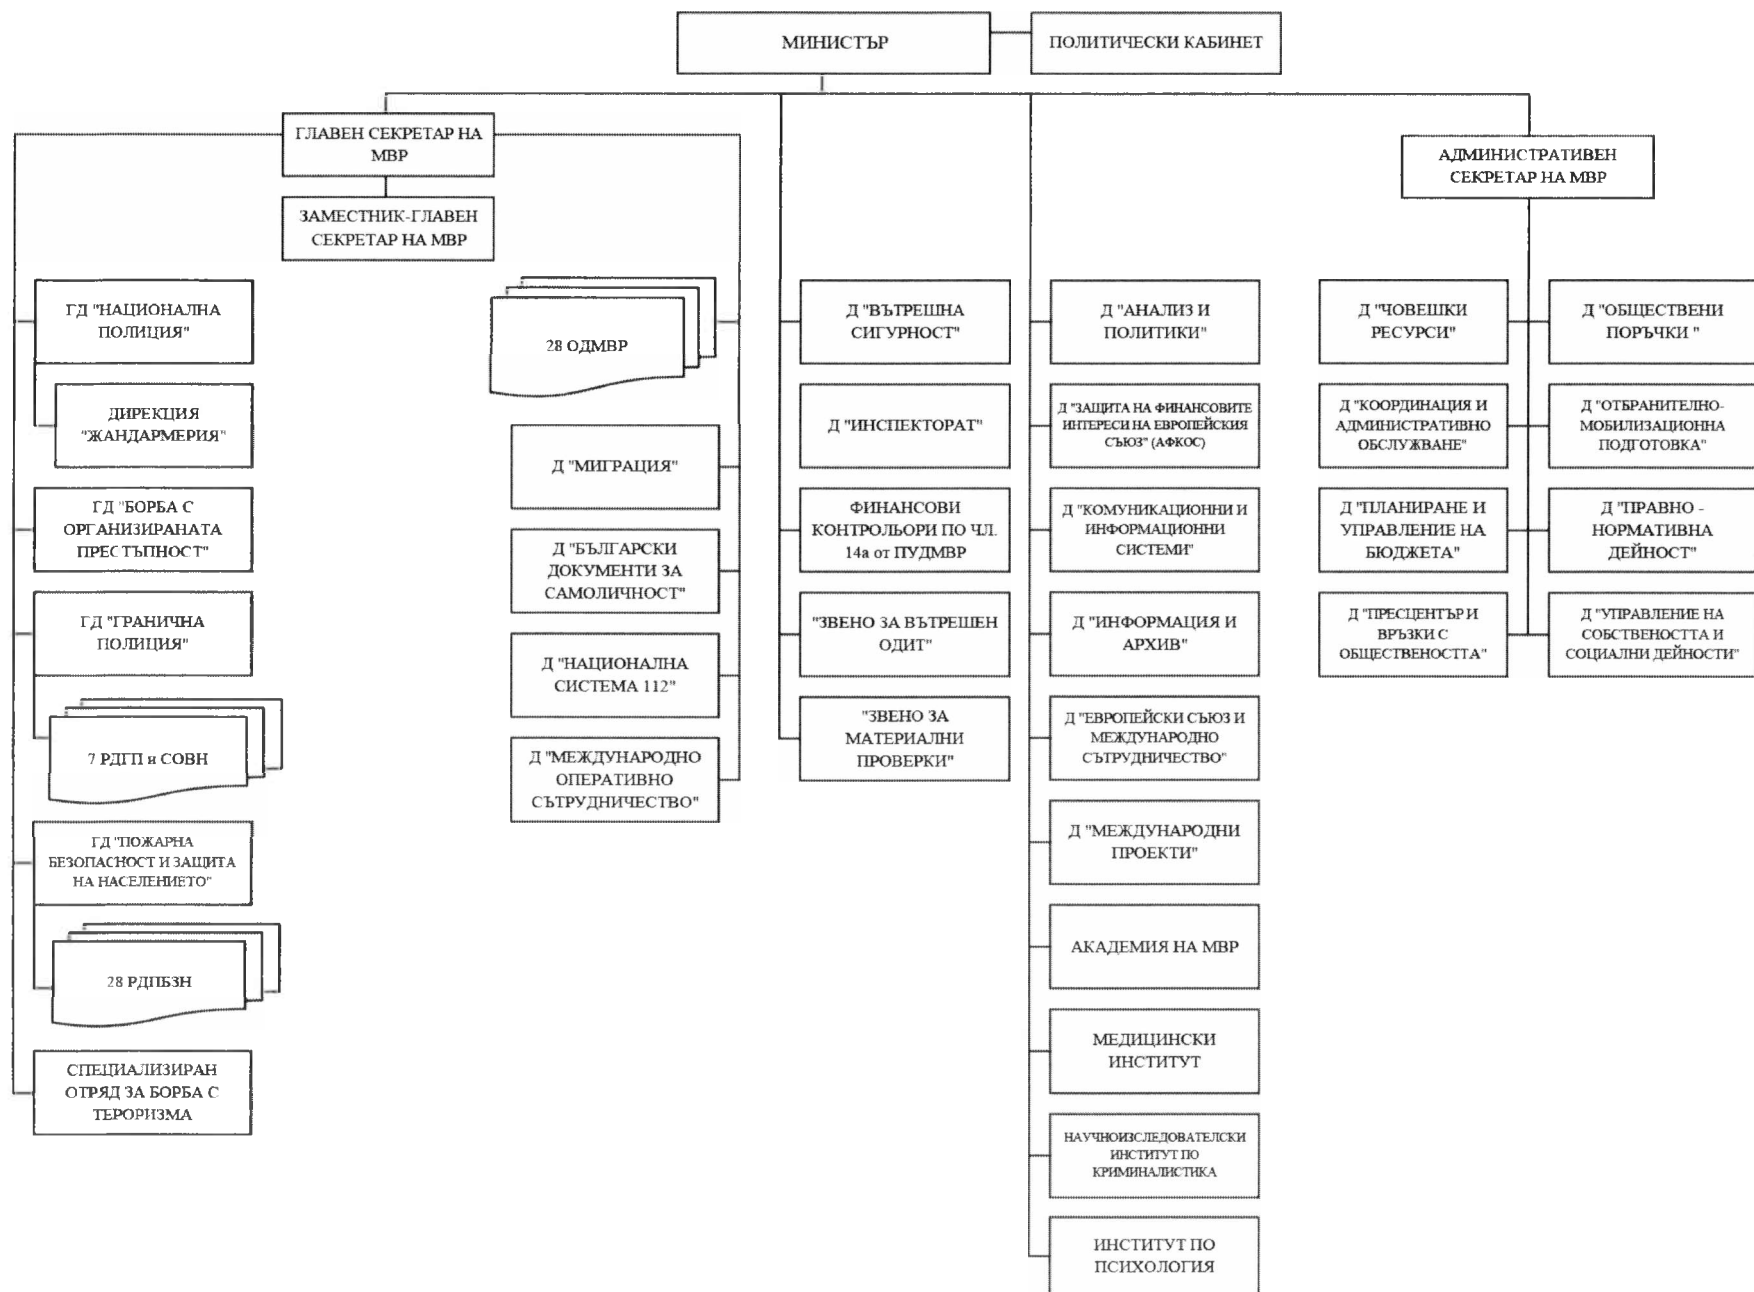 МИНИСТЪР
ПОЛИТИЧЕСКИ КАБИНЕТ
ГЛАВЕН СЕКРЕТАР НА
МВР
ЗАМЕСТНИК-ГЛАВЕН
СЕКРЕТАР НА МВР
АДМИНИСТРАТИВЕН
СЕКРЕТАР НА МВР
ГД "НАЦИОНАЛНА
ПОЛИЦИЯ"
ДИРЕКЦИЯ
"ЖАНДАРМЕРИЯ"
ГД "БОРБА С
ОРГАНИЗИРАНАТА
ПРЕСТЪПНОСТ"
ГД "ГРАНИЧНА
ПОЛИЦИЯ"
7 РДГП и СОВН
ГД "ПОЖАРНА
БЕЗОПАСНОСТ И ЗАЩИТА
НА НАСЕЛЕНИЕТО"
28 РДПБЗН
СПЕЦИАЛИЗИРАН
ОТРЯД ЗА БОРБА С
ТЕРОРИЗМА
28 ОДМВР
Д "МИГРАЦИЯ"
Д "БЪЛГАРСКИ
ДОКУМЕНТИ ЗА
САМОЛИЧНОСТ"
Д "НАЦИОНАЛНА
СИСТЕМА 112"
Д "МЕЖДУНАРОДНО
ОПЕРАТИВНО
СЪТРУДНИЧЕСТВО"
Д "ВЪТРЕШНА
СИГУРНОСТ"
Д "ИНСПЕКТОРАТ"
ФИНАНСОВИ
КОНТРОЛЬОРИ ПО ЧЛ.
14а от ПУДМВР
"ЗВЕНО ЗА ВЪТРЕШЕН
ОДИТ"
"ЗВЕНО ЗА
МАТЕРИАЛНИ
ПРОВЕРКИ"
Д "АНАЛИЗ И
ПОЛИТИКИ"
Д "ЗАЩИТА НА ФИНАНСОВИТЕ
ИНТЕРЕСИ НА ЕВРОПЕЙСКИЯ
СЪЮЗ" (АФКОС)
Д "КОМУНИКАЦИОННИ И
ИНФОРМАЦИОННИ
СИСТЕМИ"
Д "ИНФОРМАЦИЯ И
АРХИВ"
Д "ЕВРОПЕЙСКИ СЪЮЗ И
МЕЖДУНАРОДНО
СЪТРУДНИЧЕСТВО"
Д "МЕЖДУНАРОДНИ
ПРОЕКТИ"
АКАДЕМИЯ НА МВР
МЕДИЦИНСКИ
ИНСТИТУТ
НАУЧНОИЗСЛЕДОВАТЕЛСКИ
ИНСТИТУТ ПО
КРИМИНАЛИСТИКА
ИНСТИТУТ ПО
ПСИХОЛОГИЯ
Д "ЧОВЕШКИ
РЕСУРСИ"
Д "КООРДИНАЦИЯ И
АДМИНИСТРАТИВНО
ОБСЛУЖВАНЕ"
Д "ПЛАНИРАНЕ И
УПРАВЛЕНИЕ НА
БЮДЖЕТА"
Д "ПРЕСЦЕНТЪР И
ВРЪЗКИ С
ОБЩЕСТВЕНОСТТА"
Д "ОБЩЕСТВЕНИ
ПОРЪЧКИ "
Д "ОТБРАНИТЕЛНО-
МОБИЛИЗАЦИОННА
ПОДГОТОВКА"
Д "ПРАВНО -
НОРМАТИВНА
ДЕЙНОСТ"
Д "УПРАВЛЕНИЕ НА
СОБСТВЕНОСТТА И
СОЦИАЛНИ ДЕЙНОСТИ"